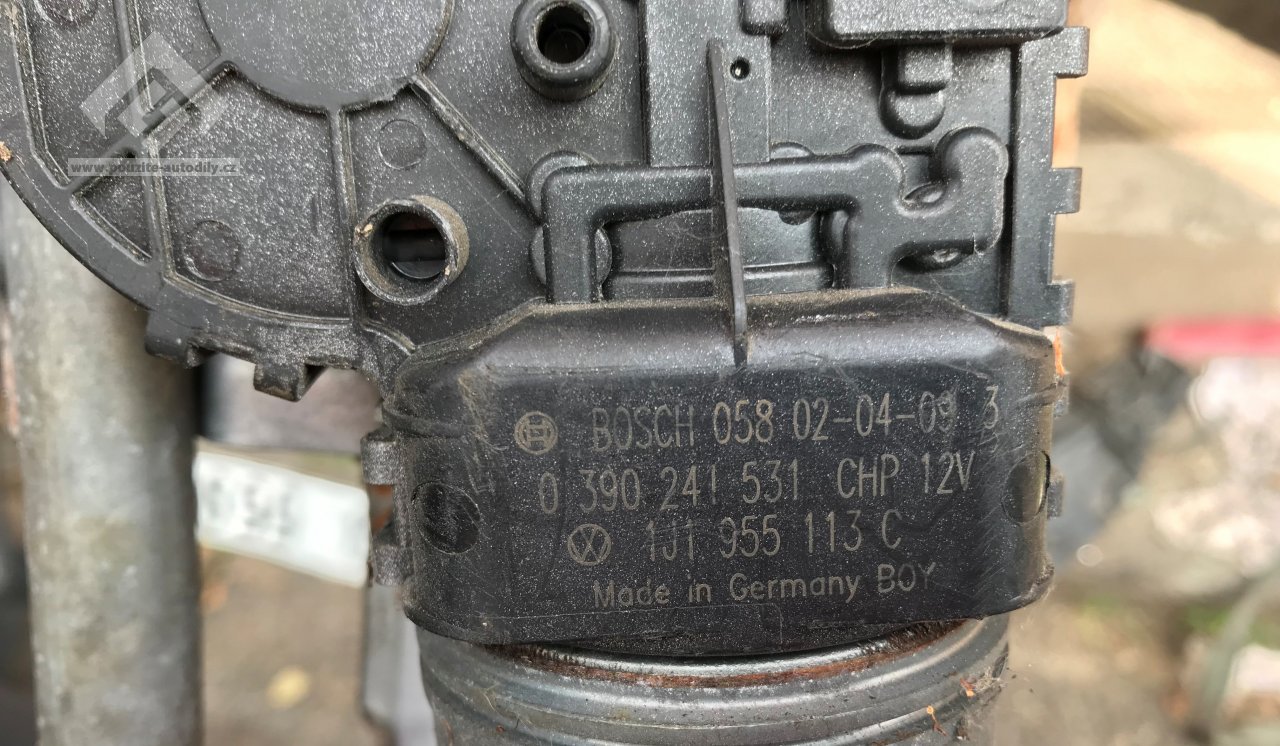 www.pouzite-autodily.cz
BOSCH 058 02-04-09 3
0 390 241 531 CHP 12V
1J1 955 113 C
Made in Germany BOY